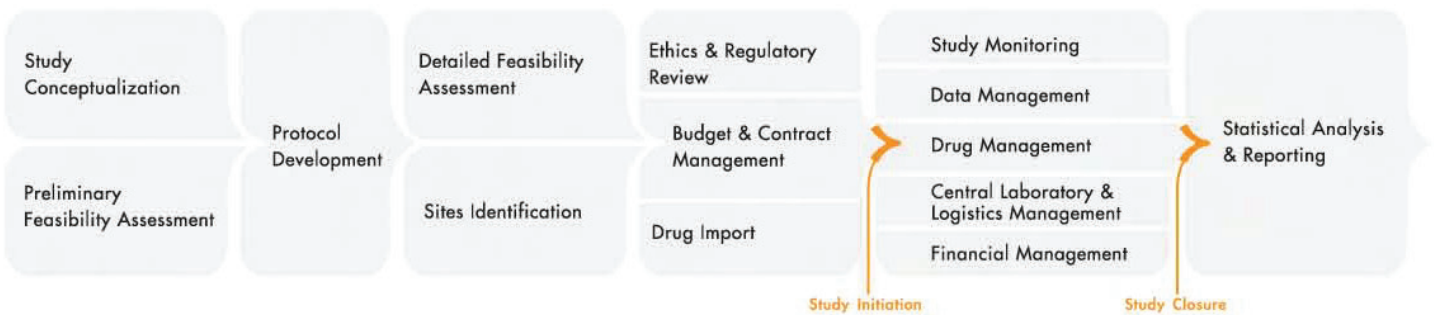 Study
Conceptualization
Preliminary
Feasibility Assessment
Protocol
Development
Detailed Feasibility
Assessment
Sites Identification
Ethics & Regulatory
Review
Budget & Contract
Management
Drug Import
Study Initiation
Study Monitoring
Data Management
Drug Management
Central Laboratory &
Logistics Management
Financial Management
Study Closure
Statistical Analysis
& Reporting